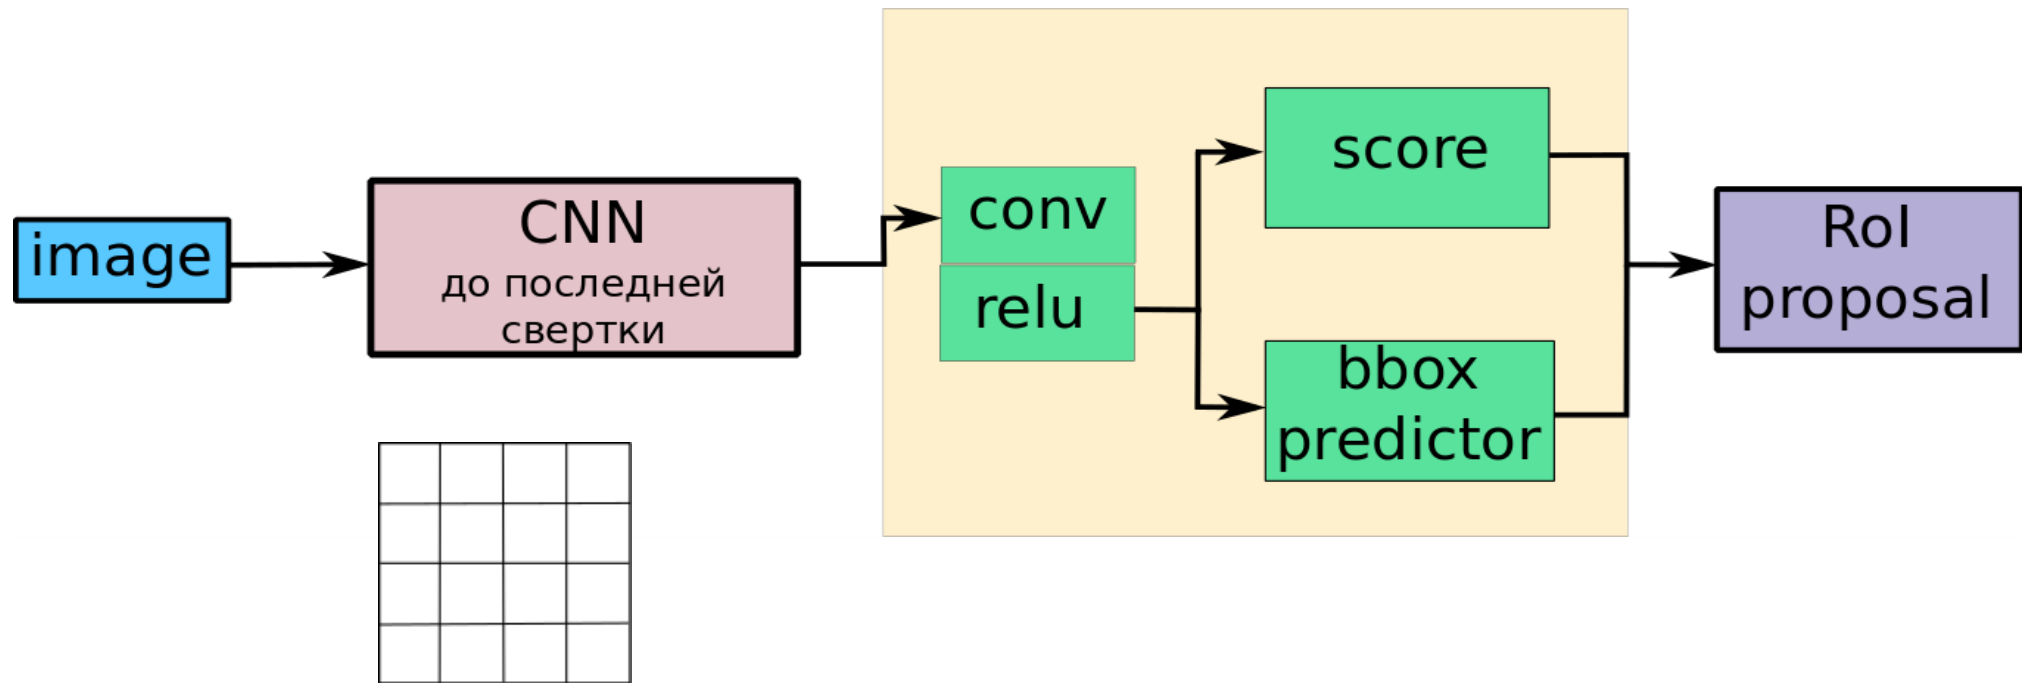 image
CNN
до последней
свертки
conv
relu
score
bbox
predictor
RoI
proposal